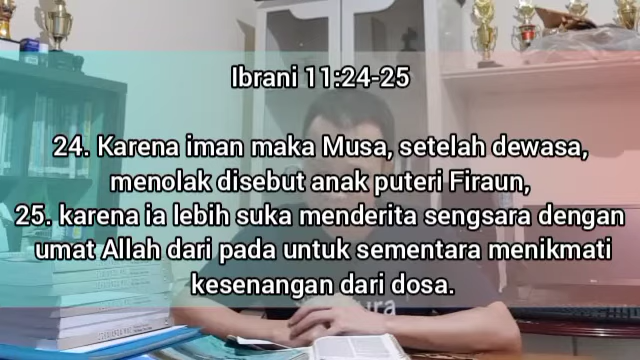 Ibrani 11:24-25
24. Karena iman maka Musa, setelah dewasa,
menolak disebut anak puteri Firaun,
25. karena ia lebih suka menderita sengsara dengan
umat Allah dari pada untuk sementara menikmati
kesenangan dari dosa.